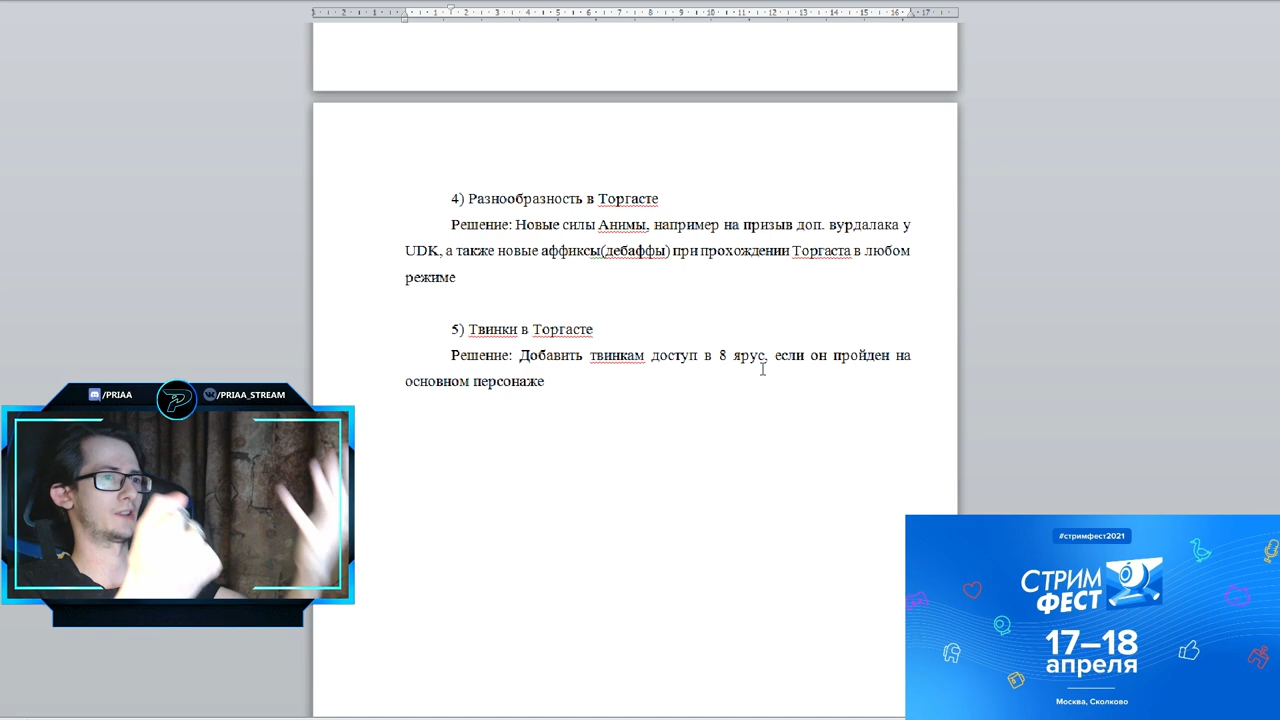 4) Разнообразность в Торгасте
Решение: Новые силы Анимы, например на призыв доп. вурдалака у
UDK, а также новые аффиксы(дебаффы) при прохождении Торгаста в любом
режиме
5) Твинки в Торгасте
Решение: Добавить твинкам доступ в 8 ярус, если он пройден на
основном персонаже
/PRIAA
/PRIAA_STREAM
#стримфест2021
СТРИМ
ФЕСТ
17–18
апреля
Москва, Сколково